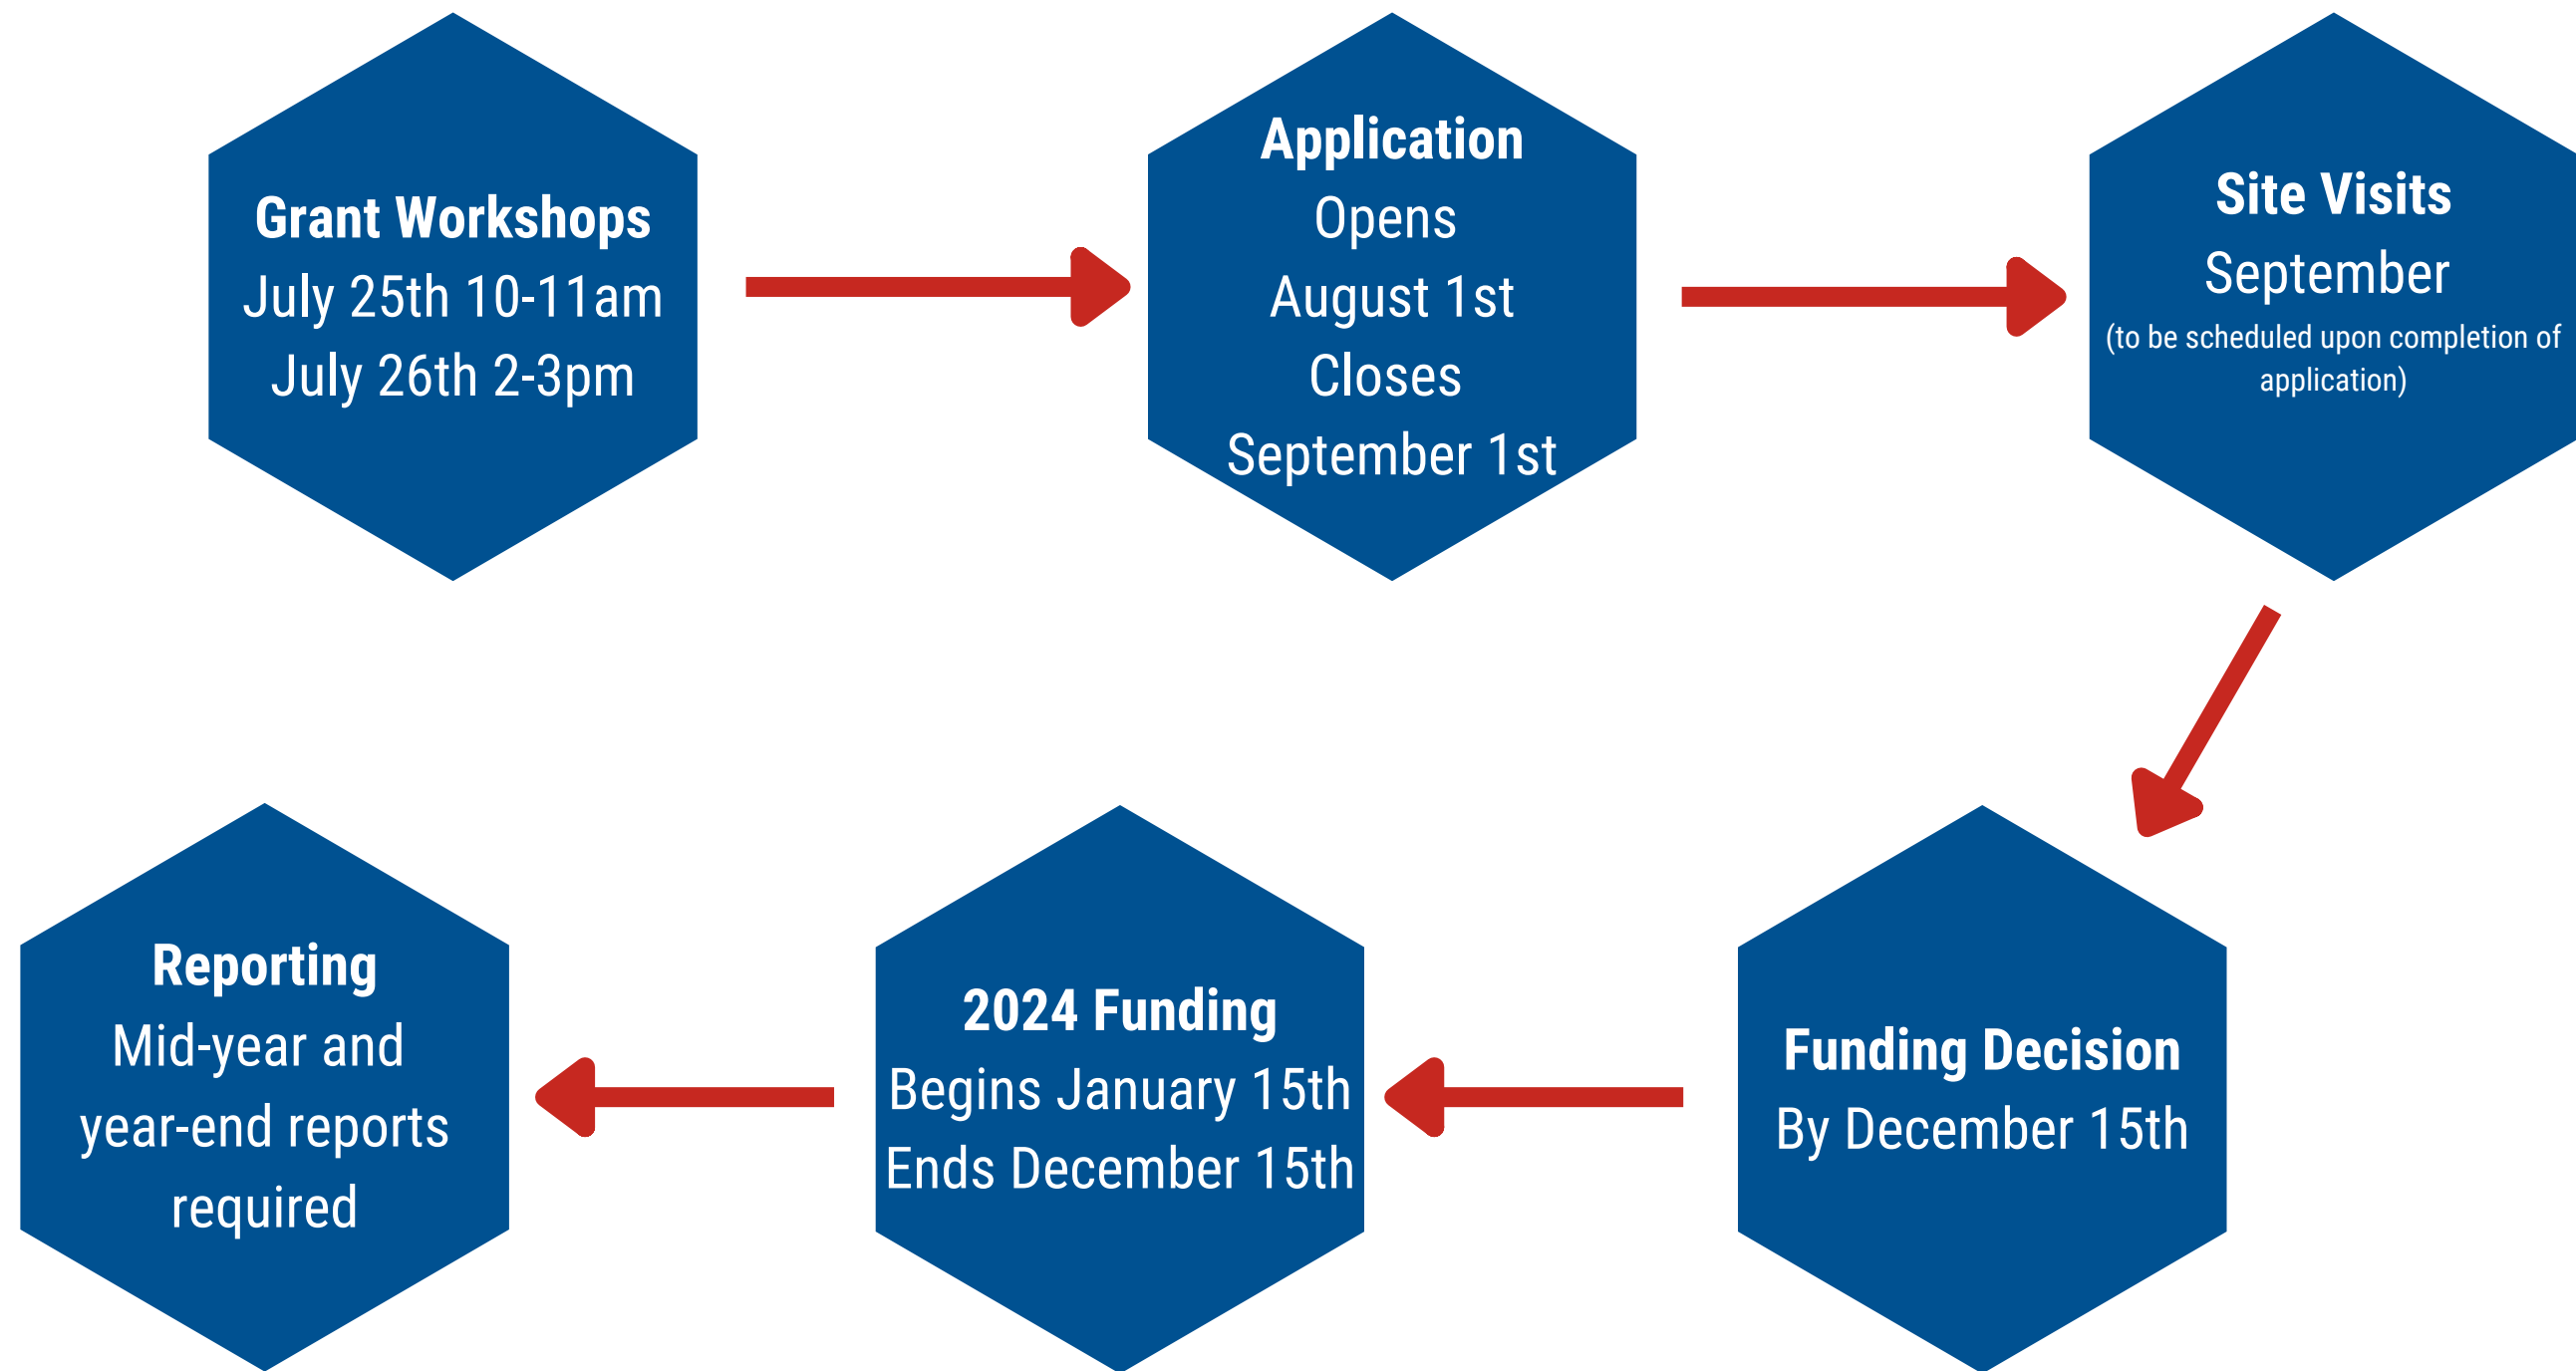 Grant Workshops
July 25th 10-11am
July 26th 2-3pm
Application
Opens
August 1st
Closes
September 1st
Site Visits
September
(to be scheduled upon completion of
application)
Funding Decision
By December 15th
2024 Funding
Begins January 15th
Ends December 15th
Reporting
Mid-year and
year-end reports
required